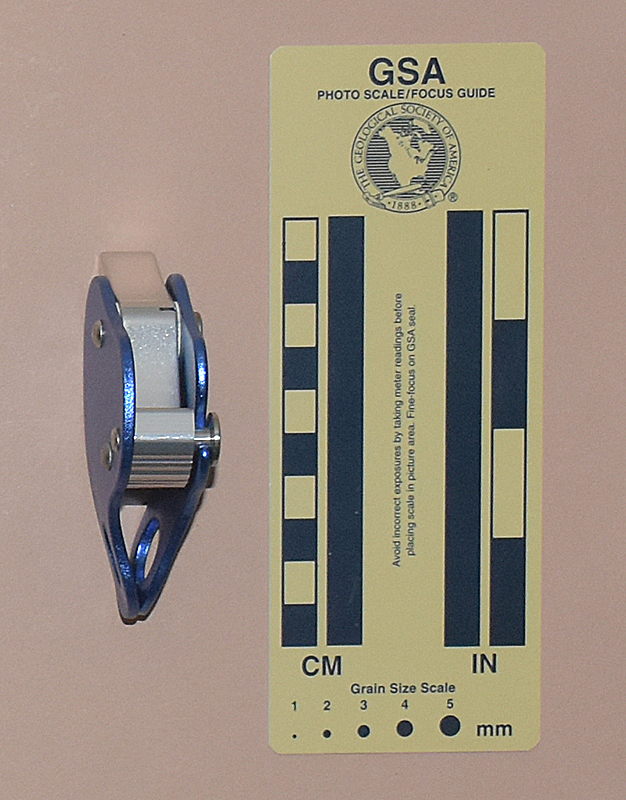 GSA
PHOTO SCALE/FOCUS GUIDE
THE GEOLOGICAL SOCIETY OF AMERICA
· 1888 ·
®
Avoid incorrect exposures by taking meter readings before
placing scale in picture area. Fine-focus on GSA seal.
CM IN
Grain Size Scale
1 2 3 4 5
mm